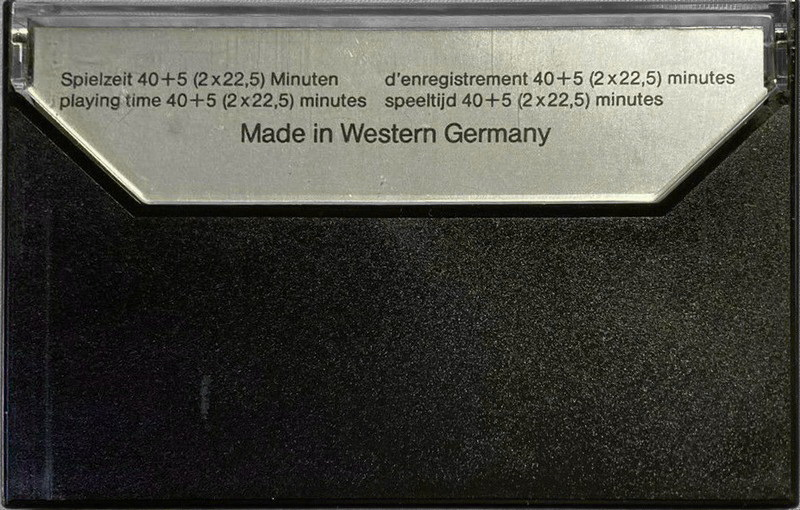 Spielzeit 40+5 (2x22,5) Minuten d'enregistrement 40+5 (2x22,5) minutes
playing time 40+5 (2x22,5) minutes speeltijd 40+5 (2x22,5) minutes
Made in Western Germany